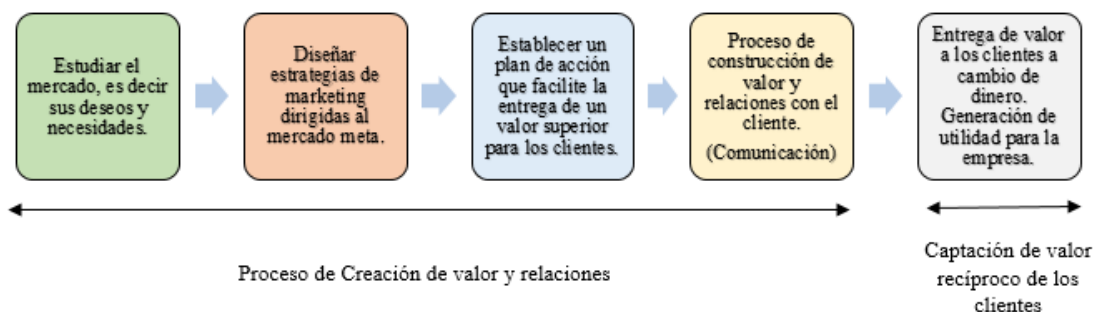 Estudiar el
mercado, es decir
sus deseos y
necesidades.
Diseñar
estrategias de
marketing
dirigidas al
mercado meta.
Establecer un
plan de acción
que facilite la
entrega de un
valor superior
para los clientes.
Proceso de
construcción de
valor y
relaciones con el
cliente.
(Comunicación)
Entrega de valor
a los clientes a
cambio de
dinero.
Generación de
utilidad para la
empresa.
Proceso de Creación de valor y relaciones
Captación de valor
recíproco de los
clientes